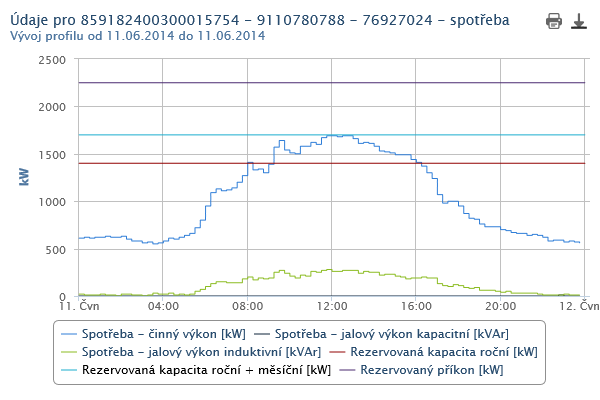 Údaje pro 859182400300015754 - 9110780788 - 76927024 - spotřeba
Vývoj profilu od 11.06.2014 do 11.06.2014
2500
2000
1500
1000
500
0
kW
11. Čvn 04:00 08:00 12:00 16:00 20:00 12. Čvn
Spotřeba - činný výkon [kW] Spotřeba - jalový výkon kapacitní [kVAr]
Spotřeba - jalový výkon induktivní [kVAr] Rezervovaná kapacita roční [kW]
Rezervovaná kapacita roční + měsíční [kW] Rezervovaný příkon [kW]